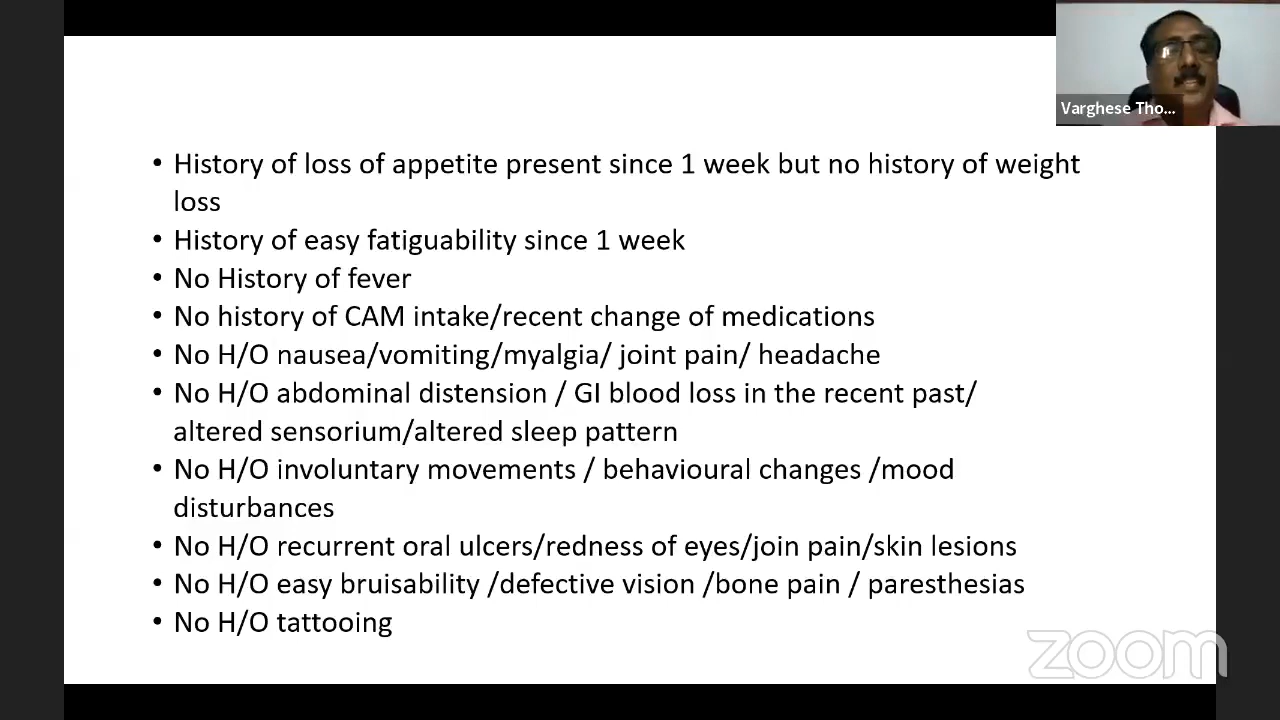 Varghese Tho...
• History of loss of appetite present since 1 week but no history of weight
loss
• History of easy fatiguability since 1 week
• No History of fever
• No history of CAM intake/recent change of medications
• No H/O nausea/vomiting/myalgia/ joint pain/ headache
• No H/O abdominal distension / GI blood loss in the recent past/
altered sensorium/altered sleep pattern
• No H/O involuntary movements / behavioural changes /mood
disturbances
• No H/O recurrent oral ulcers/redness of eyes/join pain/skin lesions
• No H/O easy bruisability /defective vision /bone pain / paresthesias
• No H/O tattooing
zoom